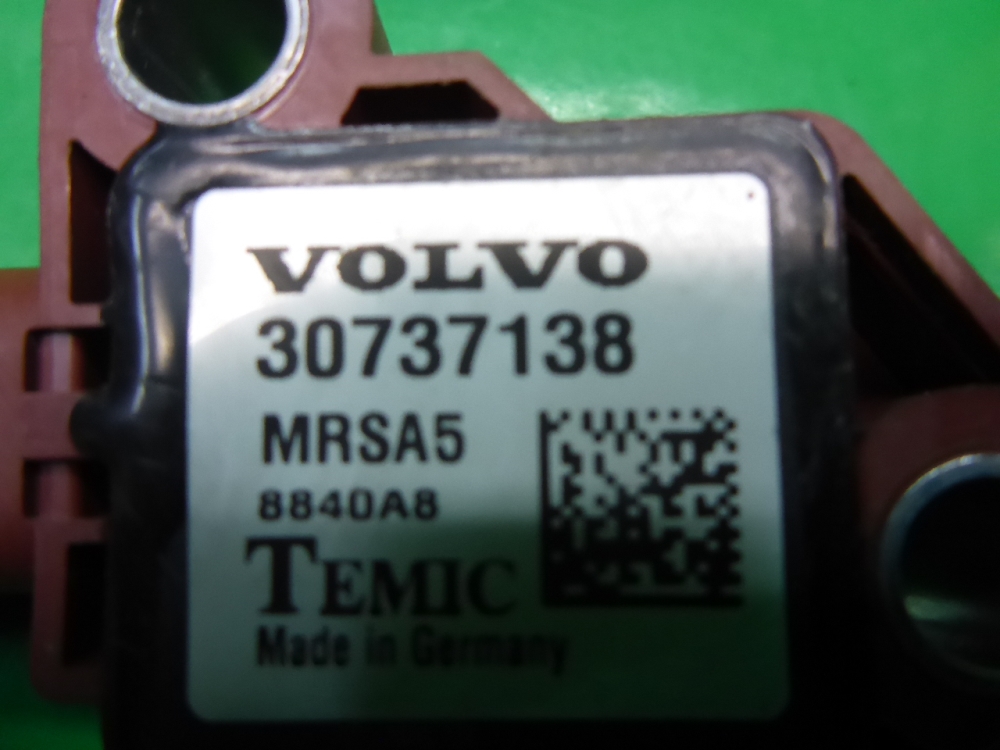 VOLVO
30737138
MRSA5
8840A8
TEMIC
Made in Germany